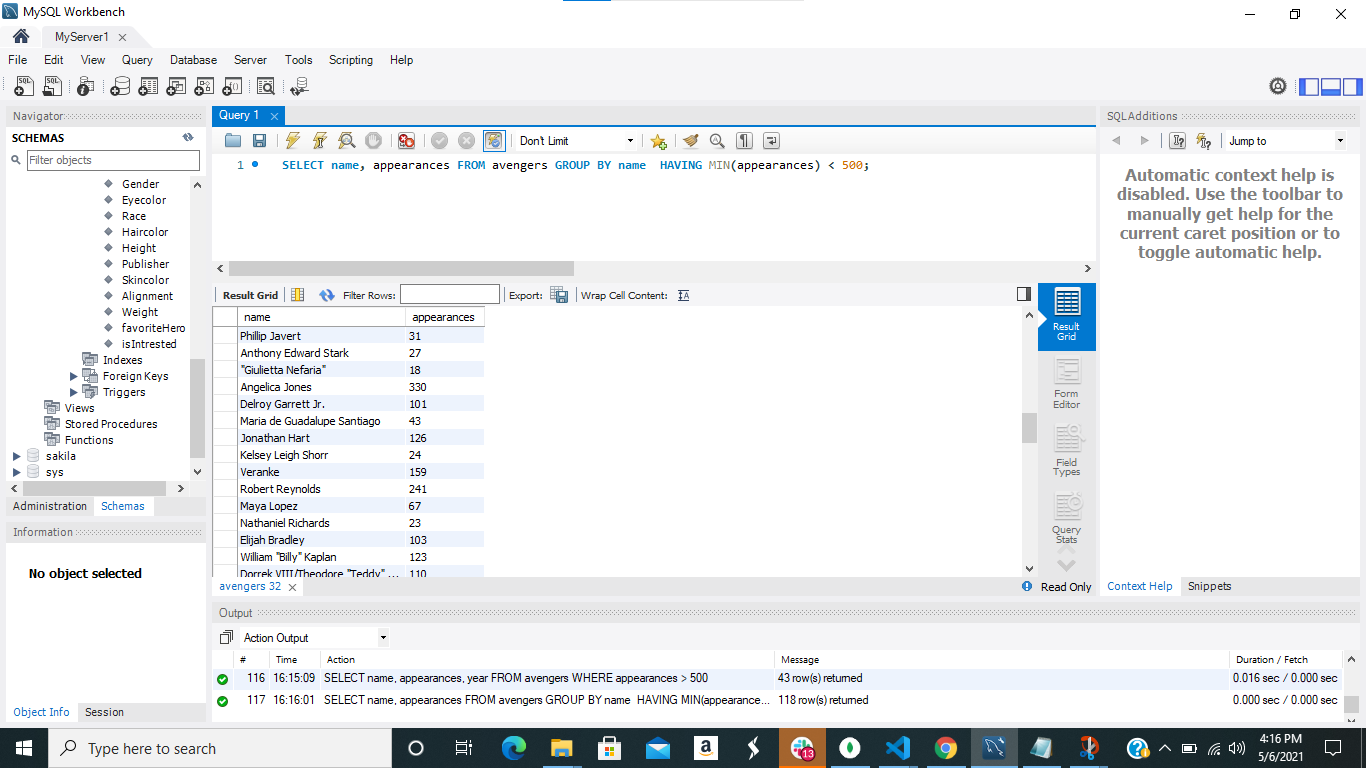 MySQL Workbench
MyServer1
File Edit View Query Database Server Tools Scripting Help
Navigator
SCHEMAS
Filter objects
Gender
Eyecolor
Race
Haircolor
Height
Publisher
Skincolor
Alignment
Weight
favoriteHero
isIntrested
Indexes
Foreign Keys
Triggers
Views
Stored Procedures
Functions
sakila
sys
Administration Schemas
Information
No object selected
Object Info Session
Query 1
Don't Limit
1 SELECT name, appearances FROM avengers GROUP BY name  HAVING MIN(appearances) < 500;
Result Grid Filter Rows: Export: Wrap Cell Content:
name appearances
Phillip Javert 31
Anthony Edward Stark 27
"Giulietta Nefaria" 18
Angelica Jones 330
Delroy Garrett Jr. 101
Maria de Guadalupe Santiago 43
Jonathan Hart 126
Kelsey Leigh Shorr 24
Veranke 159
Robert Reynolds 241
Maya Lopez 67
Nathaniel Richards 23
Elijah Bradley 103
William "Billy" Kaplan 123
Dorrek VIII/Theodore "Teddy" ... 110
Result
Grid
Form
Editor
Field
Types
Query
Stats
avengers 32 Read Only
SQLAdditions
Jump to
Automatic context help is
disabled. Use the toolbar to
manually get help for the
current caret position or to
toggle automatic help.
Context Help Snippets
Output
Action Output
# Time Action Message Duration / Fetch
116 16:15:09 SELECT name, appearances, year FROM avengers WHERE appearances > 500 43 row(s) returned 0.016 sec / 0.000 sec
117 16:16:01 SELECT name, appearances FROM avengers GROUP BY name  HAVING MIN(appearance... 118 row(s) returned 0.000 sec / 0.000 sec
Type here to search
13
4:16 PM
5/6/2021